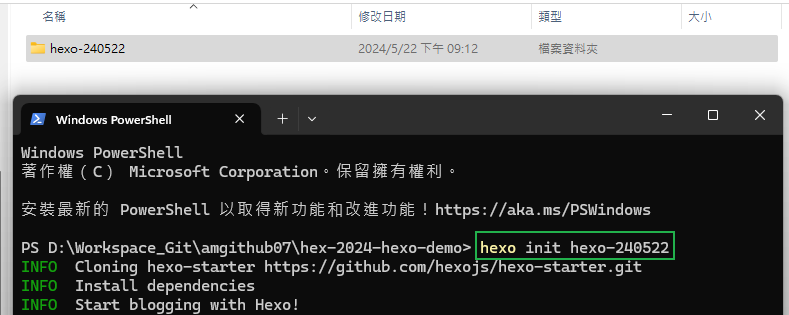 名稱 修改日期 類型 大小
hexo-240522 2024/5/22 下午 09:12 檔案資料夾
Windows PowerShell
Windows PowerShell
著作權（C） Microsoft Corporation。保留擁有權利。
安裝最新的 PowerShell 以取得新功能和改進功能！https://aka.ms/PSWindows
PS D:\Workspace_Git\amgithub07\hex-2024-hexo-demo> hexo init hexo-240522
INFO  Cloning hexo-starter https://github.com/hexojs/hexo-starter.git
INFO  Install dependencies
INFO  Start blogging with Hexo!